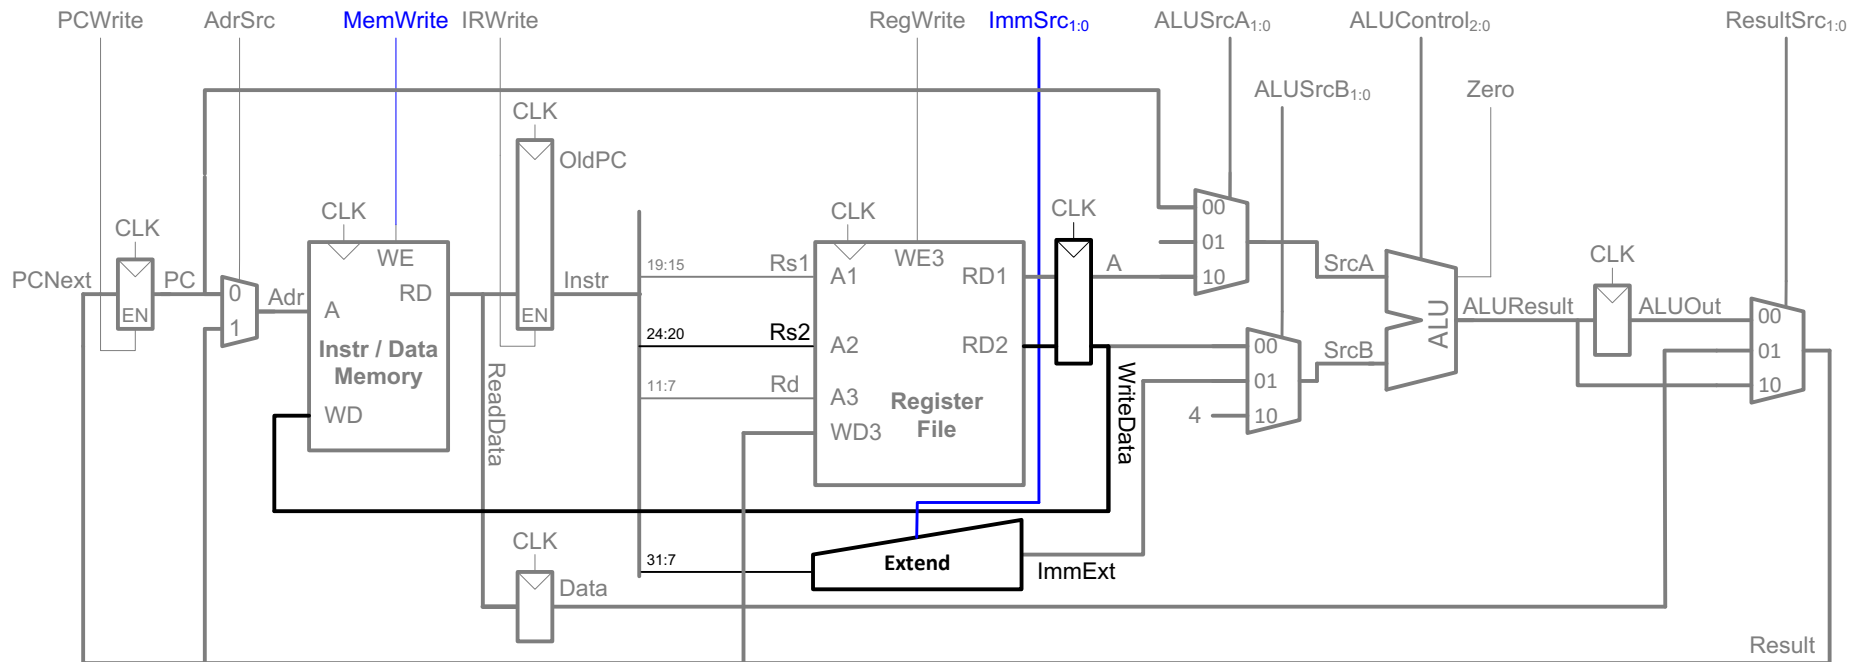 PCWrite
AdrSrc
MemWrite
IRWrite
RegWrite
ImmSrc1:0
ALUSrcA1:0
ALUControl2:0
ResultSrc1:0
ALUSrcB1:0
Zero
CLK
OldPC
CLK
CLK
CLK
CLK
CLK
PCNext
PC
EN
0
1
Adr
WE
A
RD
Instr / Data
Memory
WD
EN
Instr
ReadData
19:15
Rs1
24:20
Rs2
11:7
Rd
31:7
A1
A2
A3
WD3
WE3
RD1
RD2
Register
File
A
WriteData
00
01
10
00
01
10
4
SrcA
SrcB
ALU
ALUResult
ALUOut
00
01
10
CLK
Data
Extend
ImmExt
Result